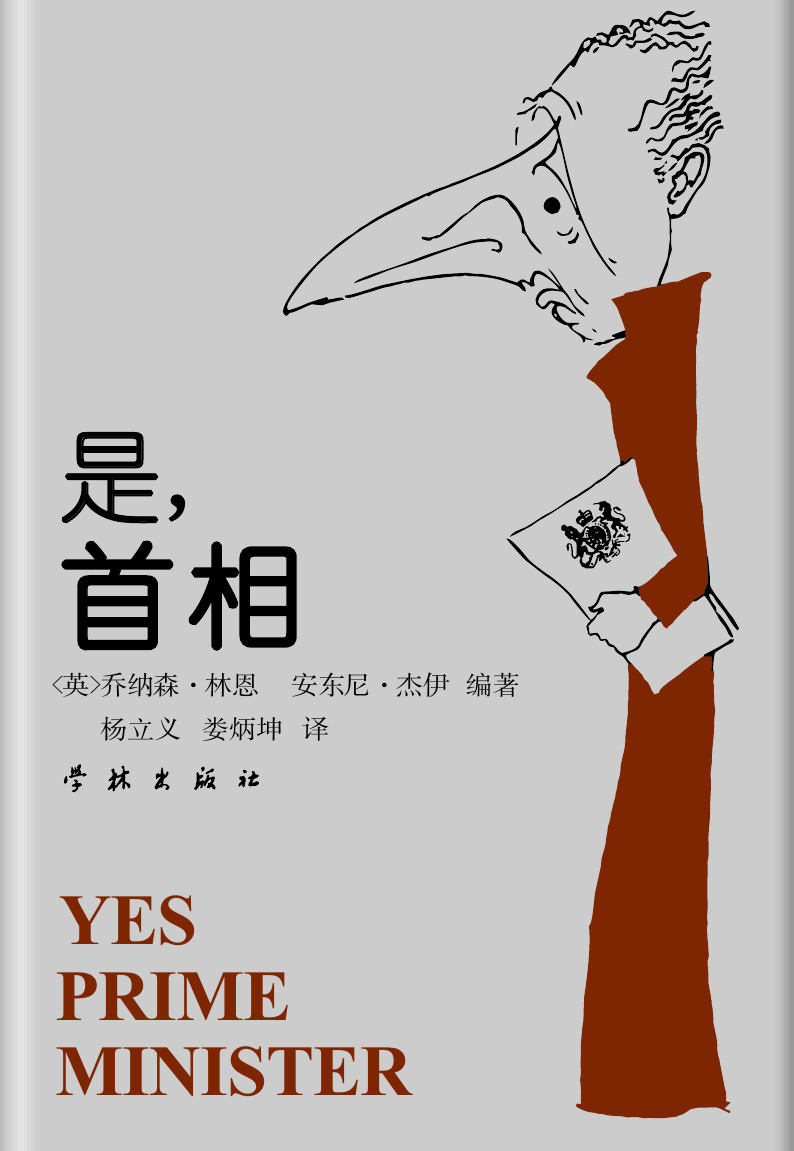 是,
首相
<英>乔纳森·林恩 安东尼·杰伊 编著
杨立义 娄炳坤 译
学林出版社
YES
PRIME
MINISTER